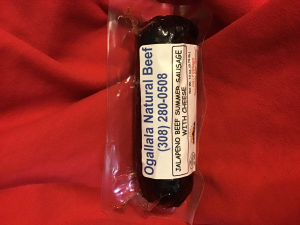 Ogallala Natural Beef
(308) 280-0508
JALAPENO BEEF SUMMER SAUSAGE
WITH CHEESE